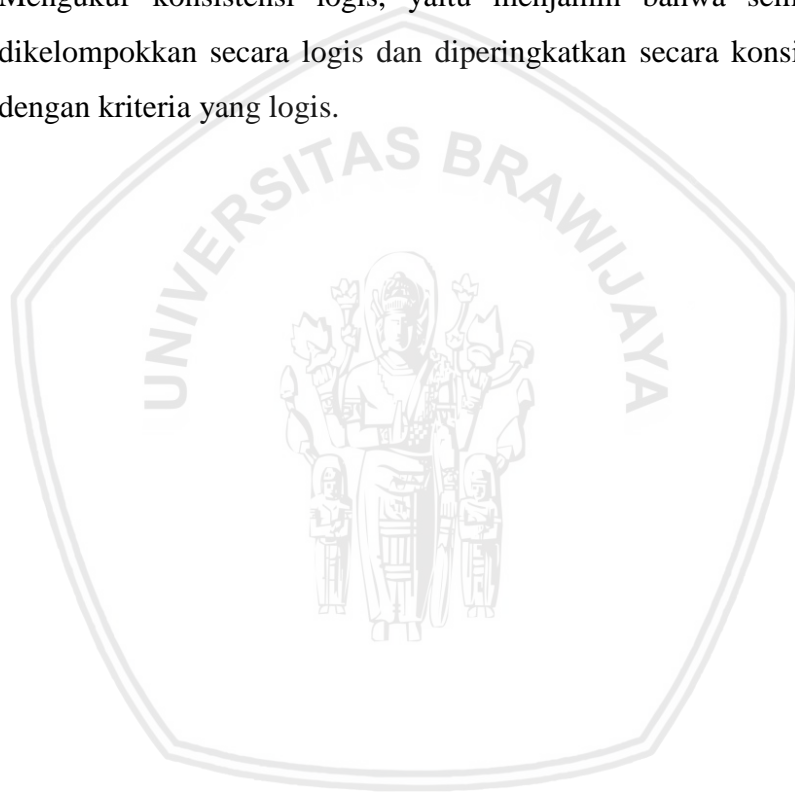 Mengukur konsistensi logis, yaitu menjamin bahwa
dikelompokkan secara logis dan diperingkatkan secara
dengan kriteria yang logis.
UNIVERSITAS BRAWIJAYA